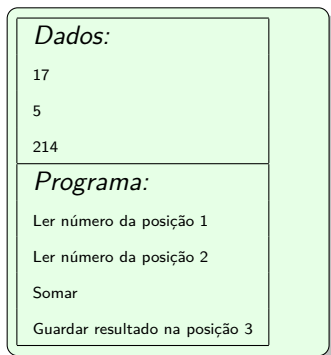 Dados:
17
5
214
Programa:
Ler número da posição 1
Ler número da posição 2
Somar
Guardar resultado na posição 3